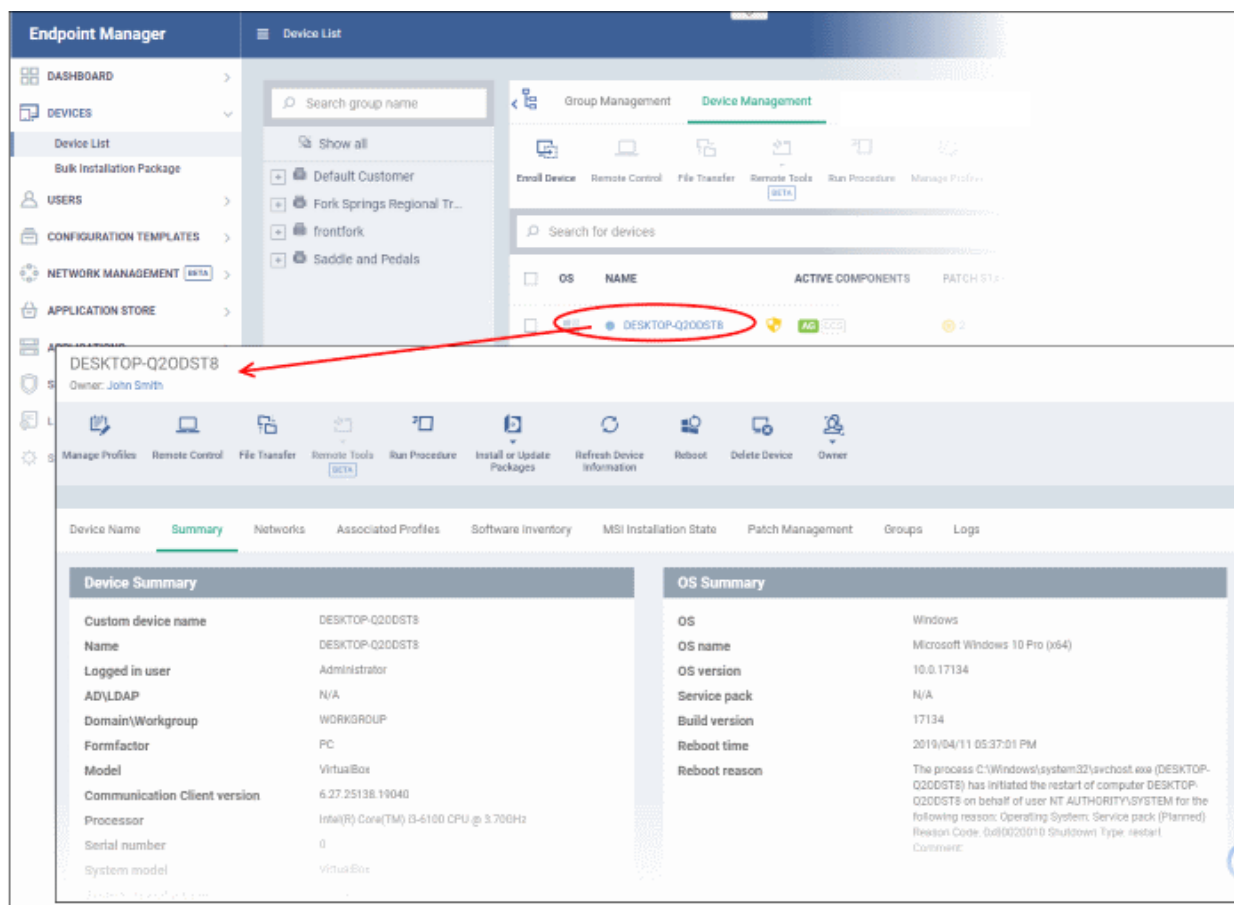 Endpoint Manager
Device List
DASHBOARD
DEVICES
Device List
Bulk Installation Package
USERS
CONFIGURATION TEMPLATES
NETWORK MANAGEMENT BETA
APPLICATION STORE
Search group name
Show all
Default Customer
Fork Springs Regional Tr...
frontfork
Saddle and Pedals
Group Management
Device Management
Enroll Device
Remote Control
File Transfer
Remote Tools
BETA
Run Procedure
Manage
Search for devices
OS
NAME
ACTIVE COMPONENTS
PATCH
DESKTOP-Q2ODST8
AG
CCS
2
DESKTOP-Q2ODST8
Owner: John Smith
S
L
S
Manage Profiles
Remote Control
File Transfer
Remote Tools
BETA
Run Procedure
Install or Update
Packages
Refresh Device
Information
Reboot
Delete Device
Owner
Device Name
Summary
Networks
Associated Profiles
Software Inventory
MSI Installation State
Patch Management
Groups
Logs
Device Summary
Custom device name DESKTOP-Q2ODST8
Name DESKTOP-Q2ODST8
Logged in user Administrator
AD\LDAP N/A
Domain\Workgroup WORKGROUP
Formfactor PC
Model VirtualBox
Communication Client version 6.27.25138.19040
Processor Intel(R) Core(TM) i3-6100 CPU @ 3.70GHz
Serial number 0
System model VirtualBox
OS Summary
OS Windows
OS name Microsoft Windows 10 Pro (x64)
OS version 10.0.17134
Service pack N/A
Build version 17134
Reboot time 2019/04/11 05:37:01 PM
Reboot reason The process C:\Windows\system32\svchost.exe (DESKTOP-
Q2ODST8) has initiated the restart of computer DESKTOP-
Q2ODST8 on behalf of user NT AUTHORITY\SYSTEM for the
following reason: Operating System: Service pack (Planned)
Reason Code: 0x80020010 Shutdown Type: restart
Comment: